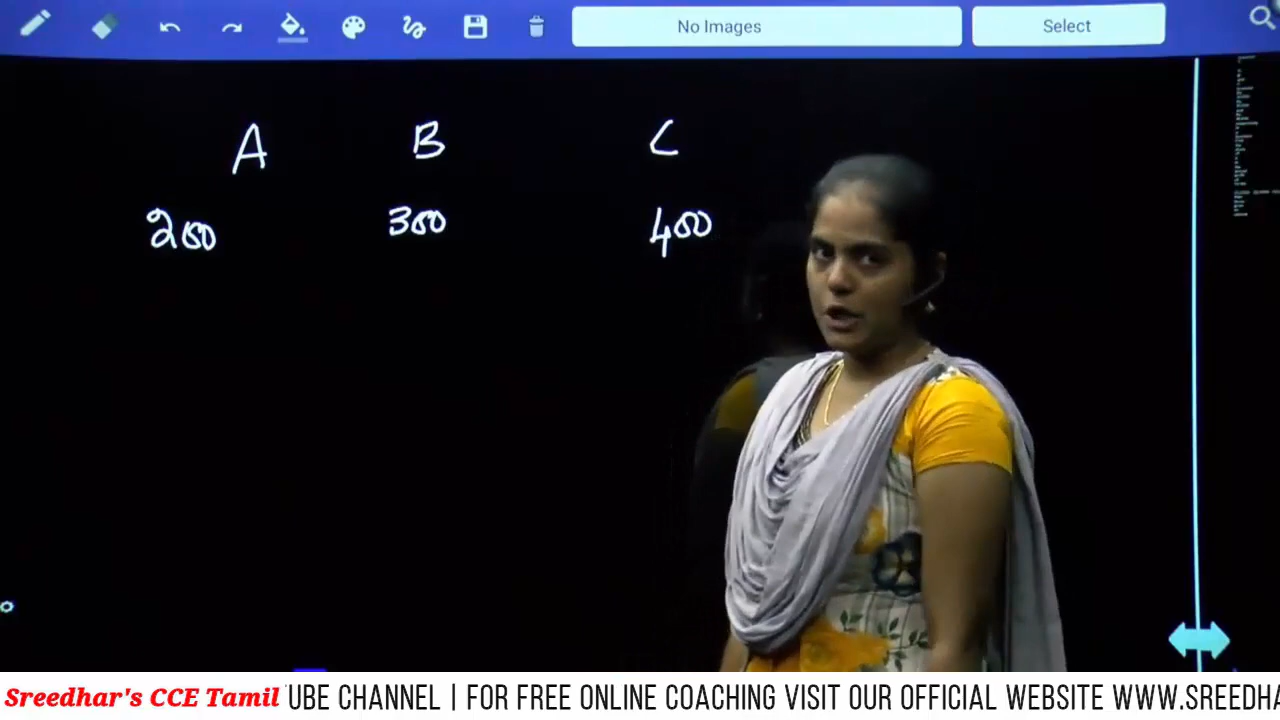 No Images Select
A B C
200 300 400
Sreedhar's CCE Tamil UBE CHANNEL | FOR FREE ONLINE COACHING VISIT OUR OFFICIAL WEBSITE WWW.SREEDHA